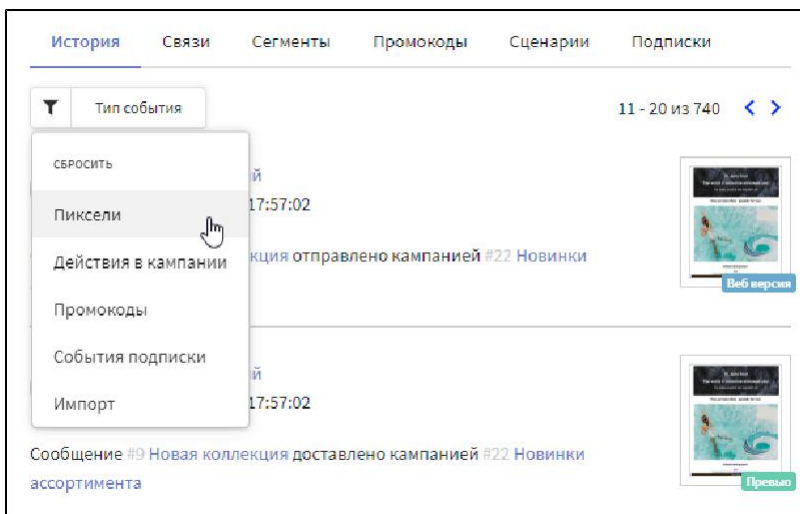 История Связи Сегменты Промокоды Сценарии Подписки
Тип события 11 - 20 из 740
СБРОСИТЬ
Пиксели
Действия в кампании
Промокоды
События подписки
Импорт
ий
17:57:02
кция отправлено кампанией #22 Новинки
Веб версия
ий
17:57:02
Сообщение #9 Новая коллекция доставлено кампанией #22 Новинки
ассортимента
Превью